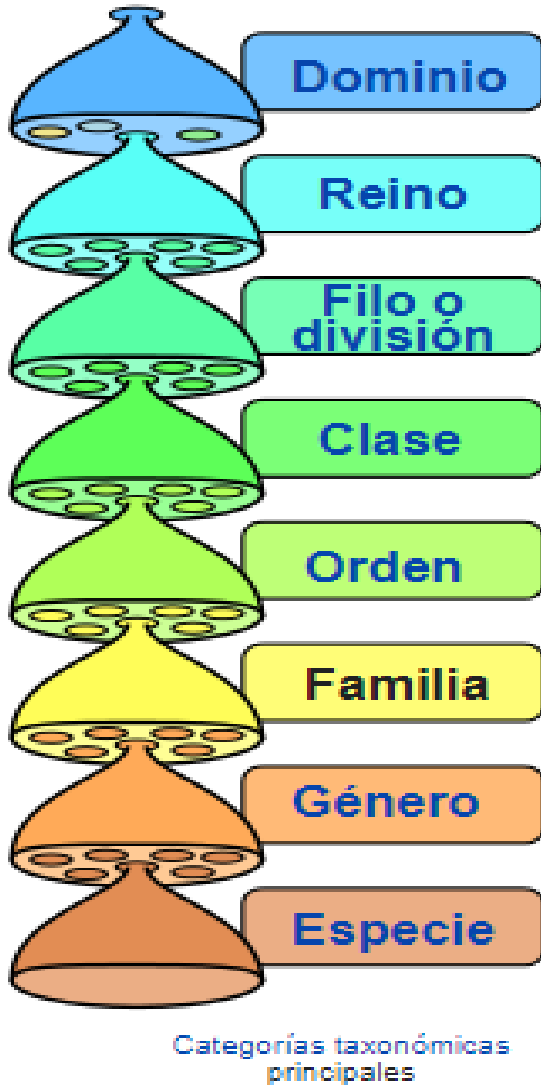 Dominio
Reino
Filo o
división
Clase
Orden
Familia
Género
Especie
Categorías taxonómicas
principales